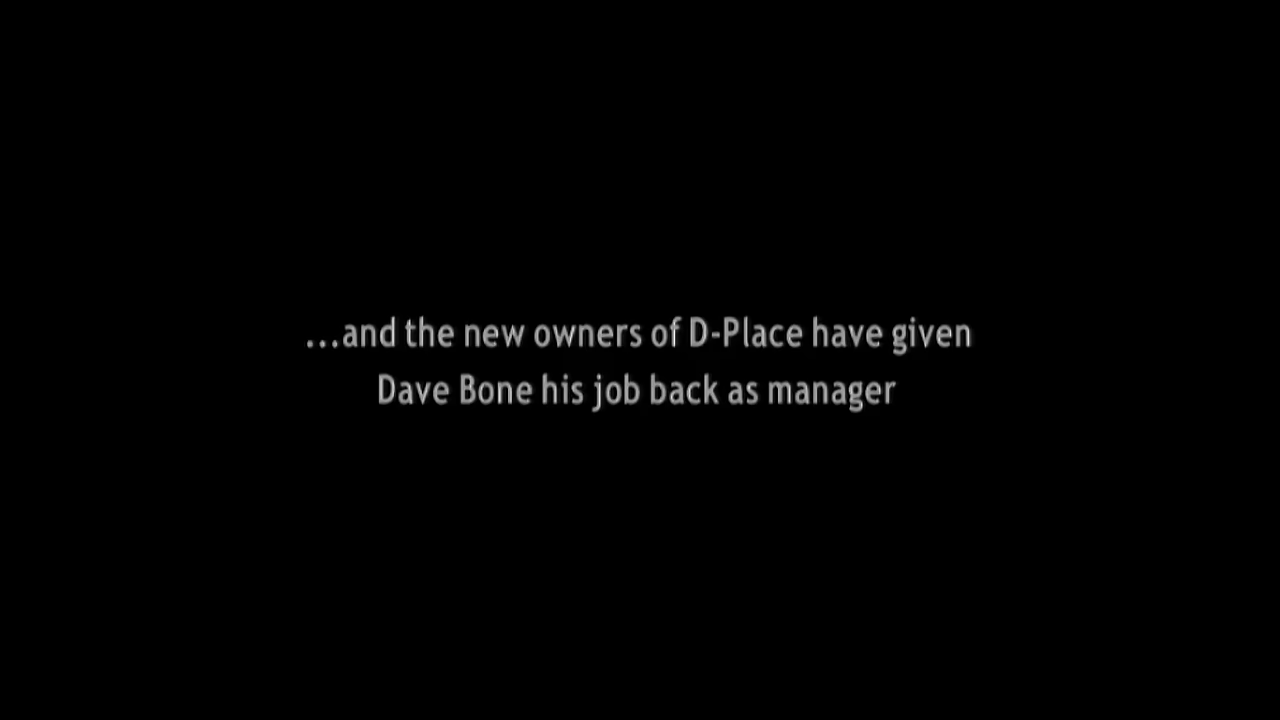 ...and the new owners of D-Place have given
Dave Bone his job back as manager